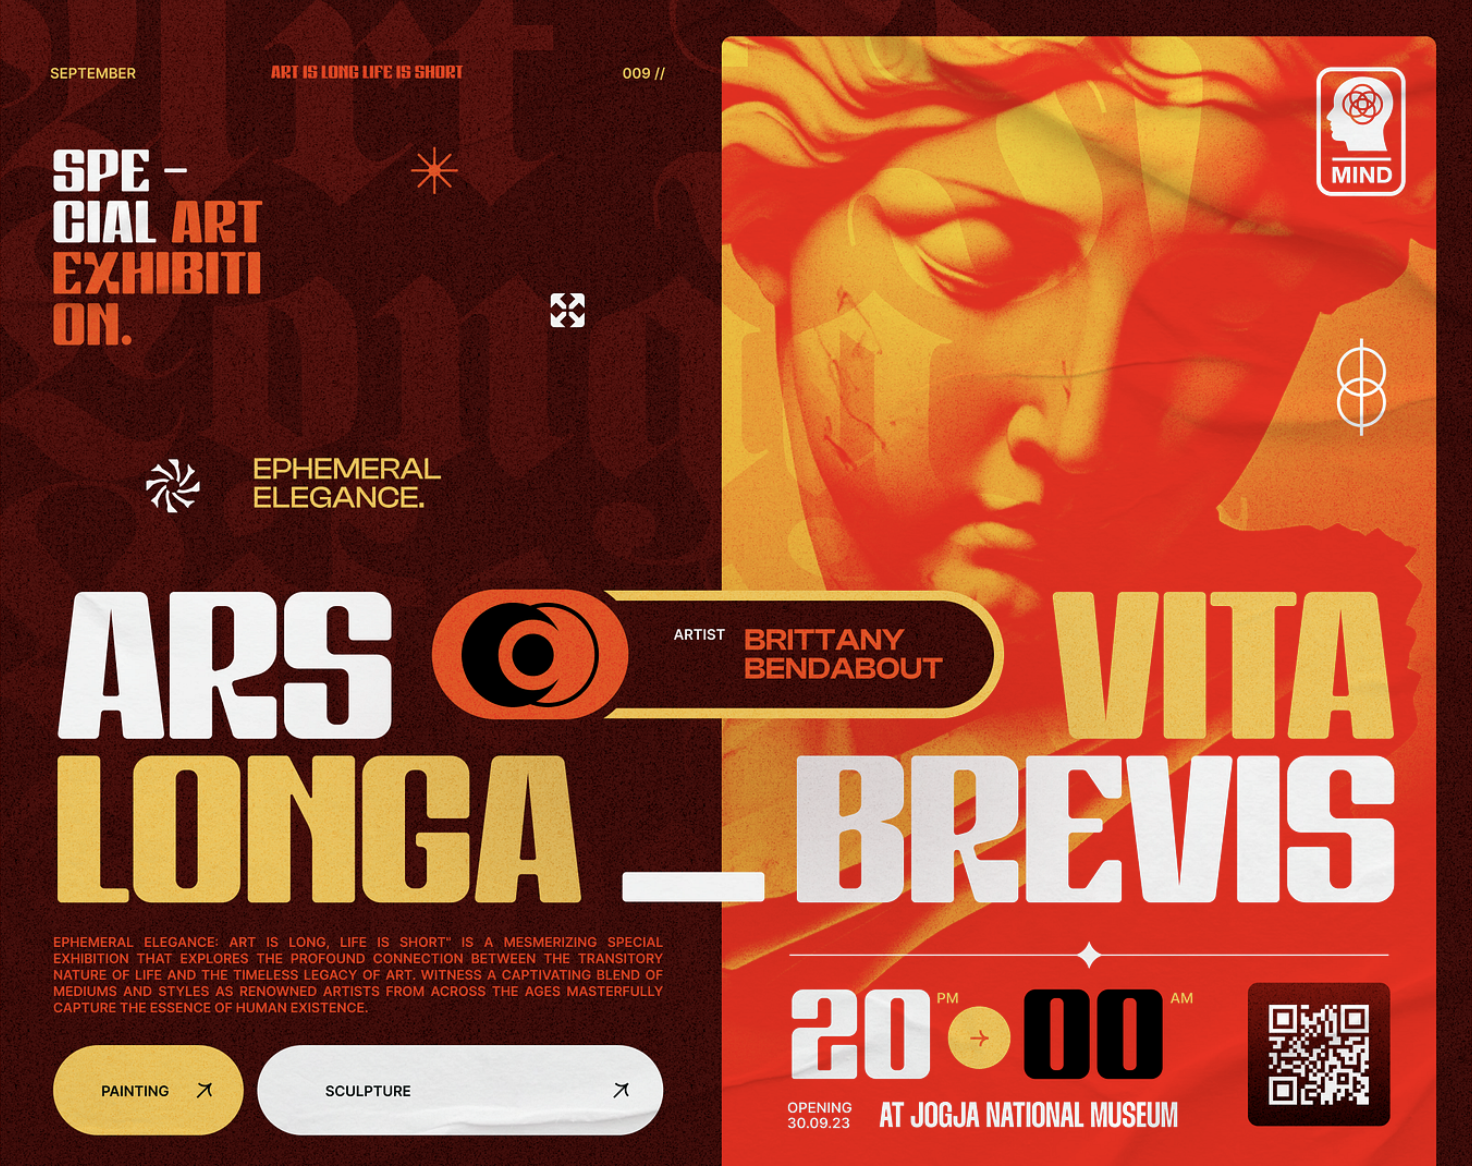 SEPTEMBER
ART IS LONG LIFE IS SHORT
009 //
SPE –
CIAL ART
EXHIBITI
ON.
MIND
EPHEMERAL
ELEGANCE.
ARS
ARTIST
BRITTANY
BENDABOUT
VITA
LONGA
BREVIS
EPHEMERAL ELEGANCE: ART IS LONG, LIFE IS SHORT" IS A MESMERIZING SPECIAL
EXHIBITION THAT EXPLORES THE PROFOUND CONNECTION BETWEEN THE TRANSITORY
NATURE OF LIFE AND THE TIMELESS LEGACY OF ART. WITNESS A CAPTIVATING BLEND OF
MEDIUMS AND STYLES AS RENOWNED ARTISTS FROM ACROSS THE AGES MASTERFULLY
CAPTURE THE ESSENCE OF HUMAN EXISTENCE.
PAINTING
SCULPTURE
20 PM → 00 AM
OPENING
30.09.23
AT JOGJA NATIONAL MUSEUM